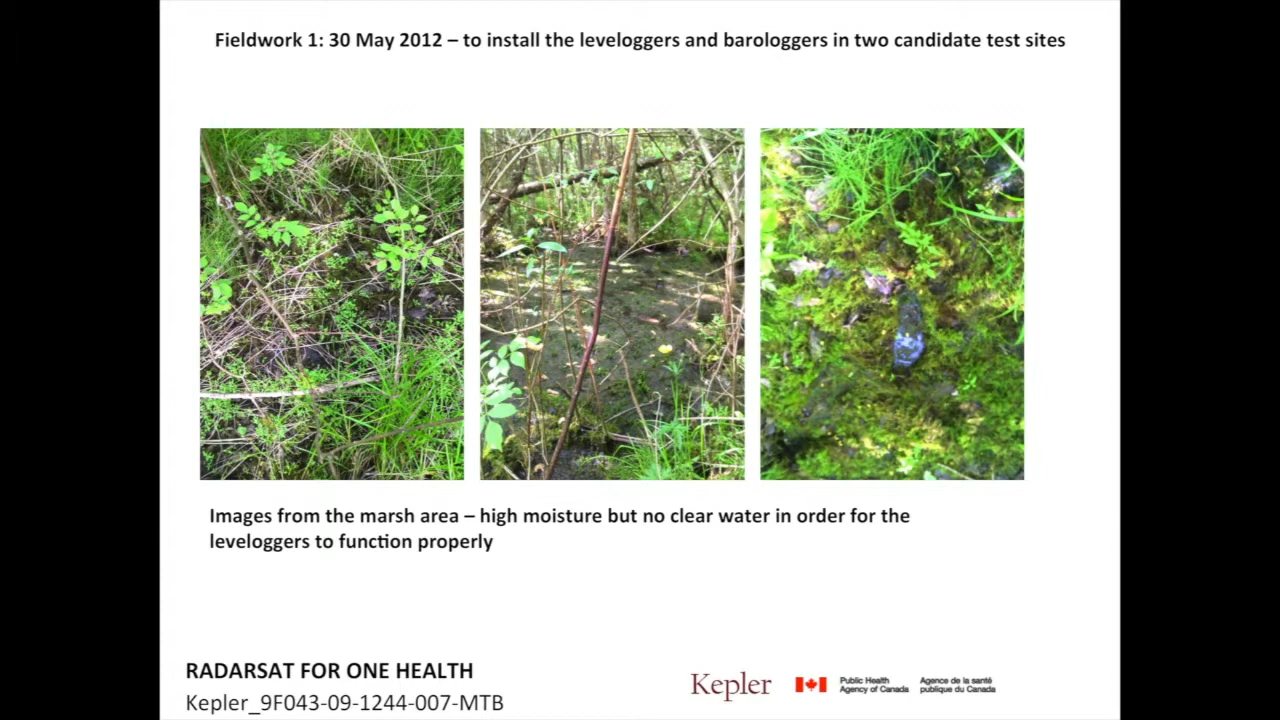 Fieldwork 1: 30 May 2012 – to install the leveloggers and barologgers in two candidate test sites
Images from the marsh area – high moisture but no clear water in order for the
leveloggers to function properly
RADARSAT FOR ONE HEALTH
Kepler_9F043-09-1244-007-MTB
Kepler
Public Health
Agency of Canada
Agence de la santé
publique du Canada